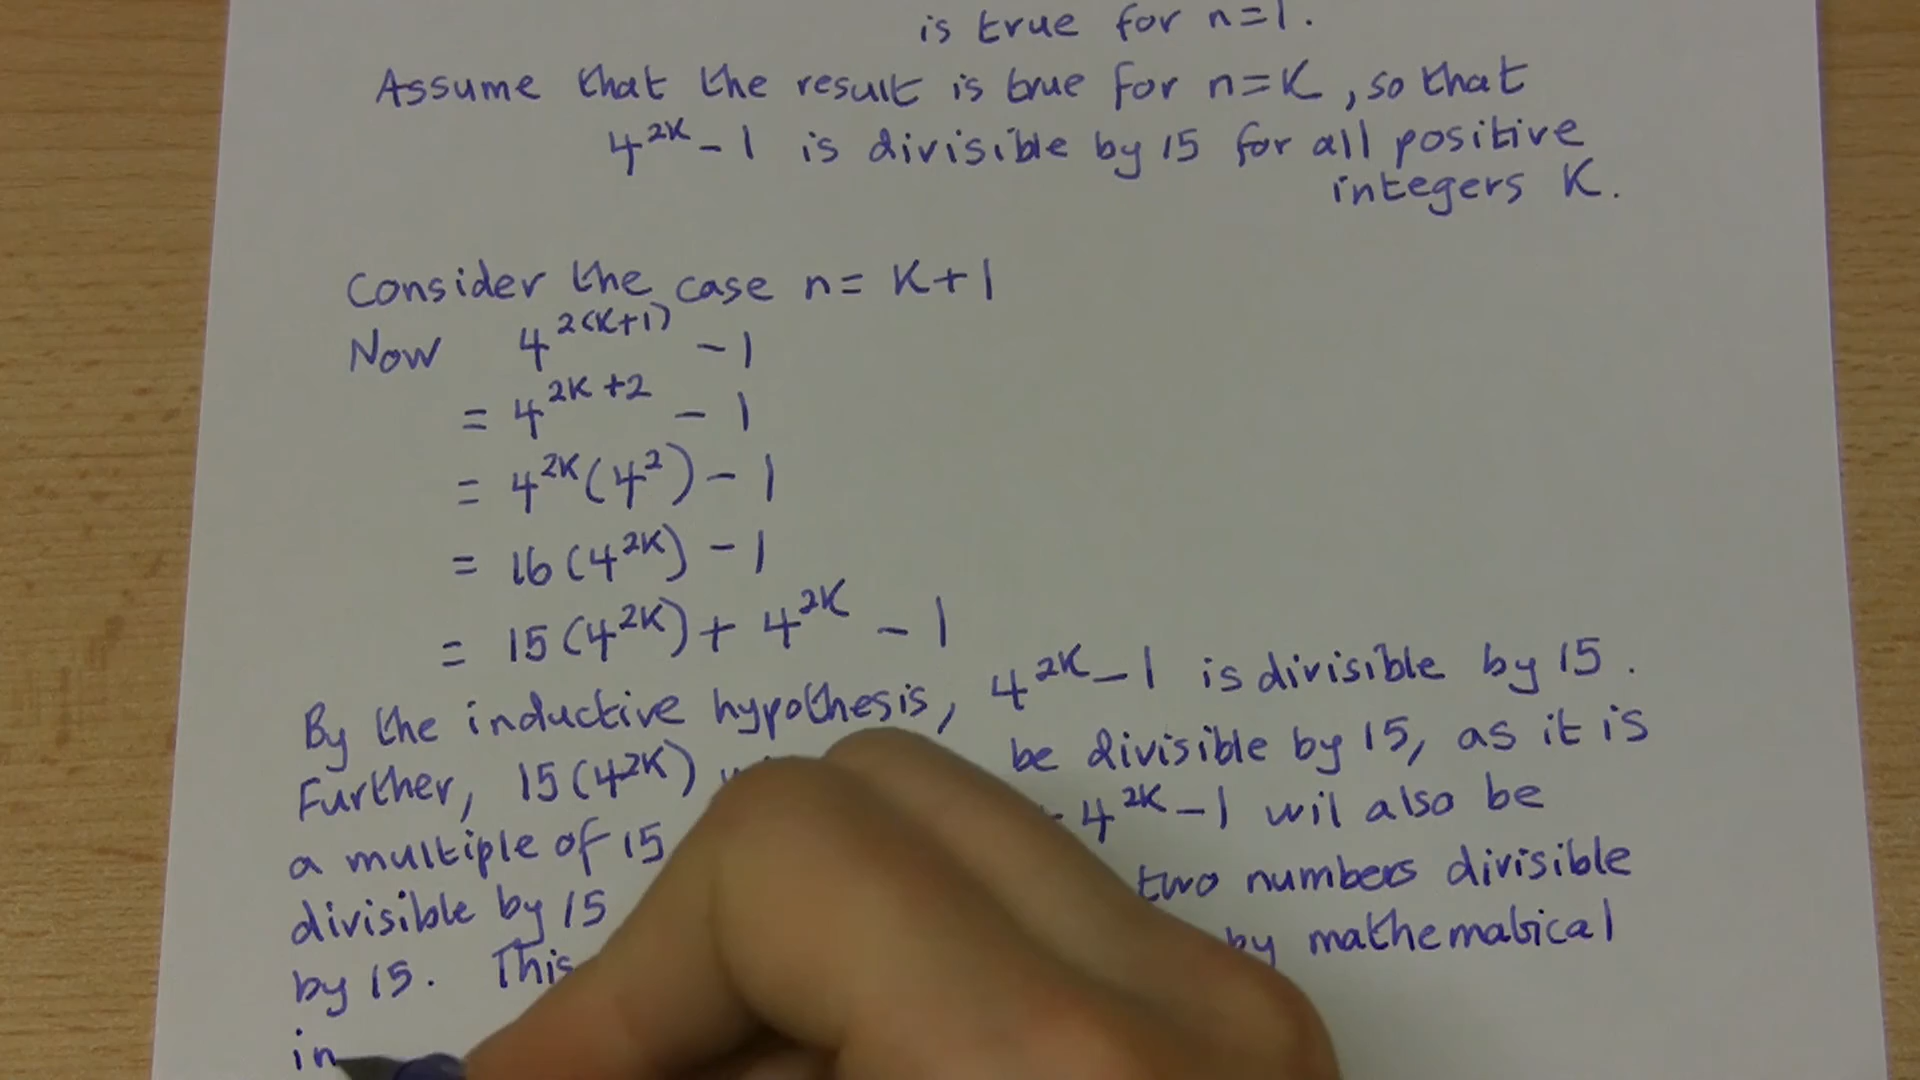 is true for n=1.
Assume that the result is true for n=K, so that
4^{2K} - 1 is divisible by 15 for all positive
integers K.
Consider the case n= K+1
Now 4^{2(K+1)} - 1
= 4^{2K+2} - 1
= 4^{2K}(4^2) - 1
= 16(4^{2K}) - 1
= 15(4^{2K}) + 4^{2K} - 1
By the inductive hypothesis, 4^{2K} - 1 is divisible by 15.
Further, 15(4^{2K}) be divisible by 15, as it is
a multiple of 15 4^{2K} - 1 wil also be
divisible by 15 two numbers divisible
by 15. This by mathematical
in